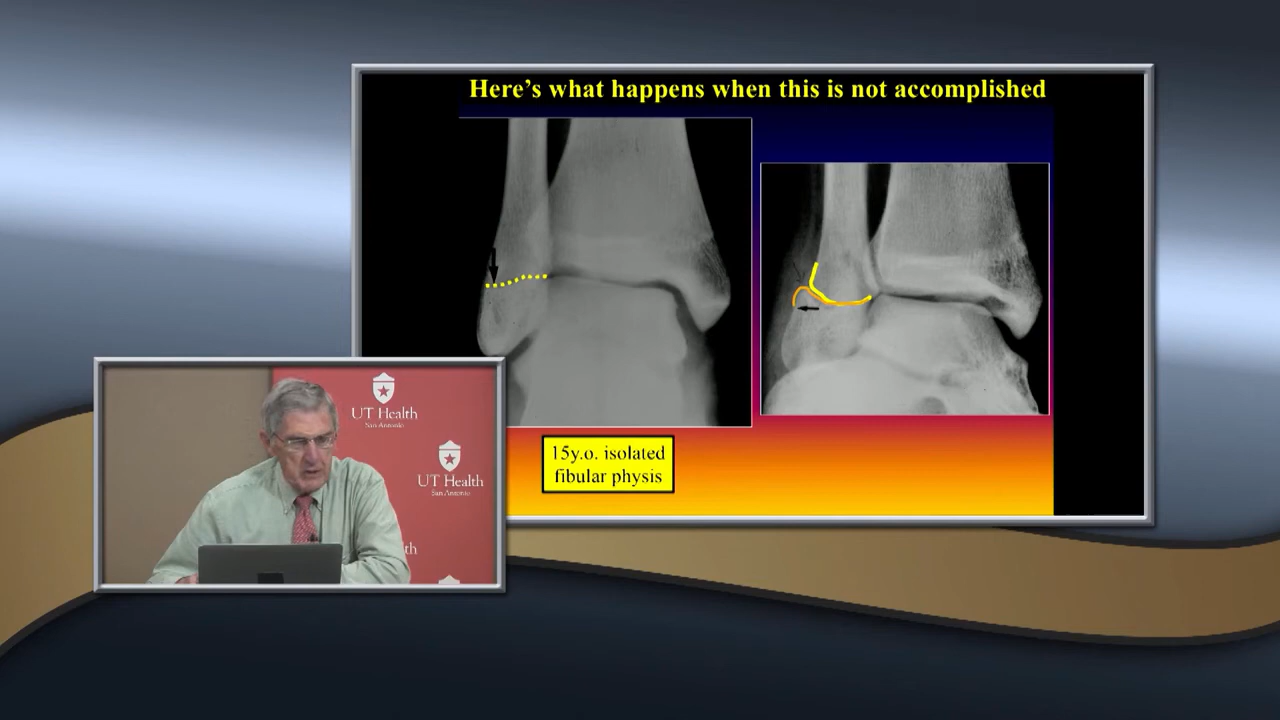 Here's what happens when this is not accomplished
15y.o. isolated
fibular physis
UT Health
San Antonio
UT Health
San Antonio
th